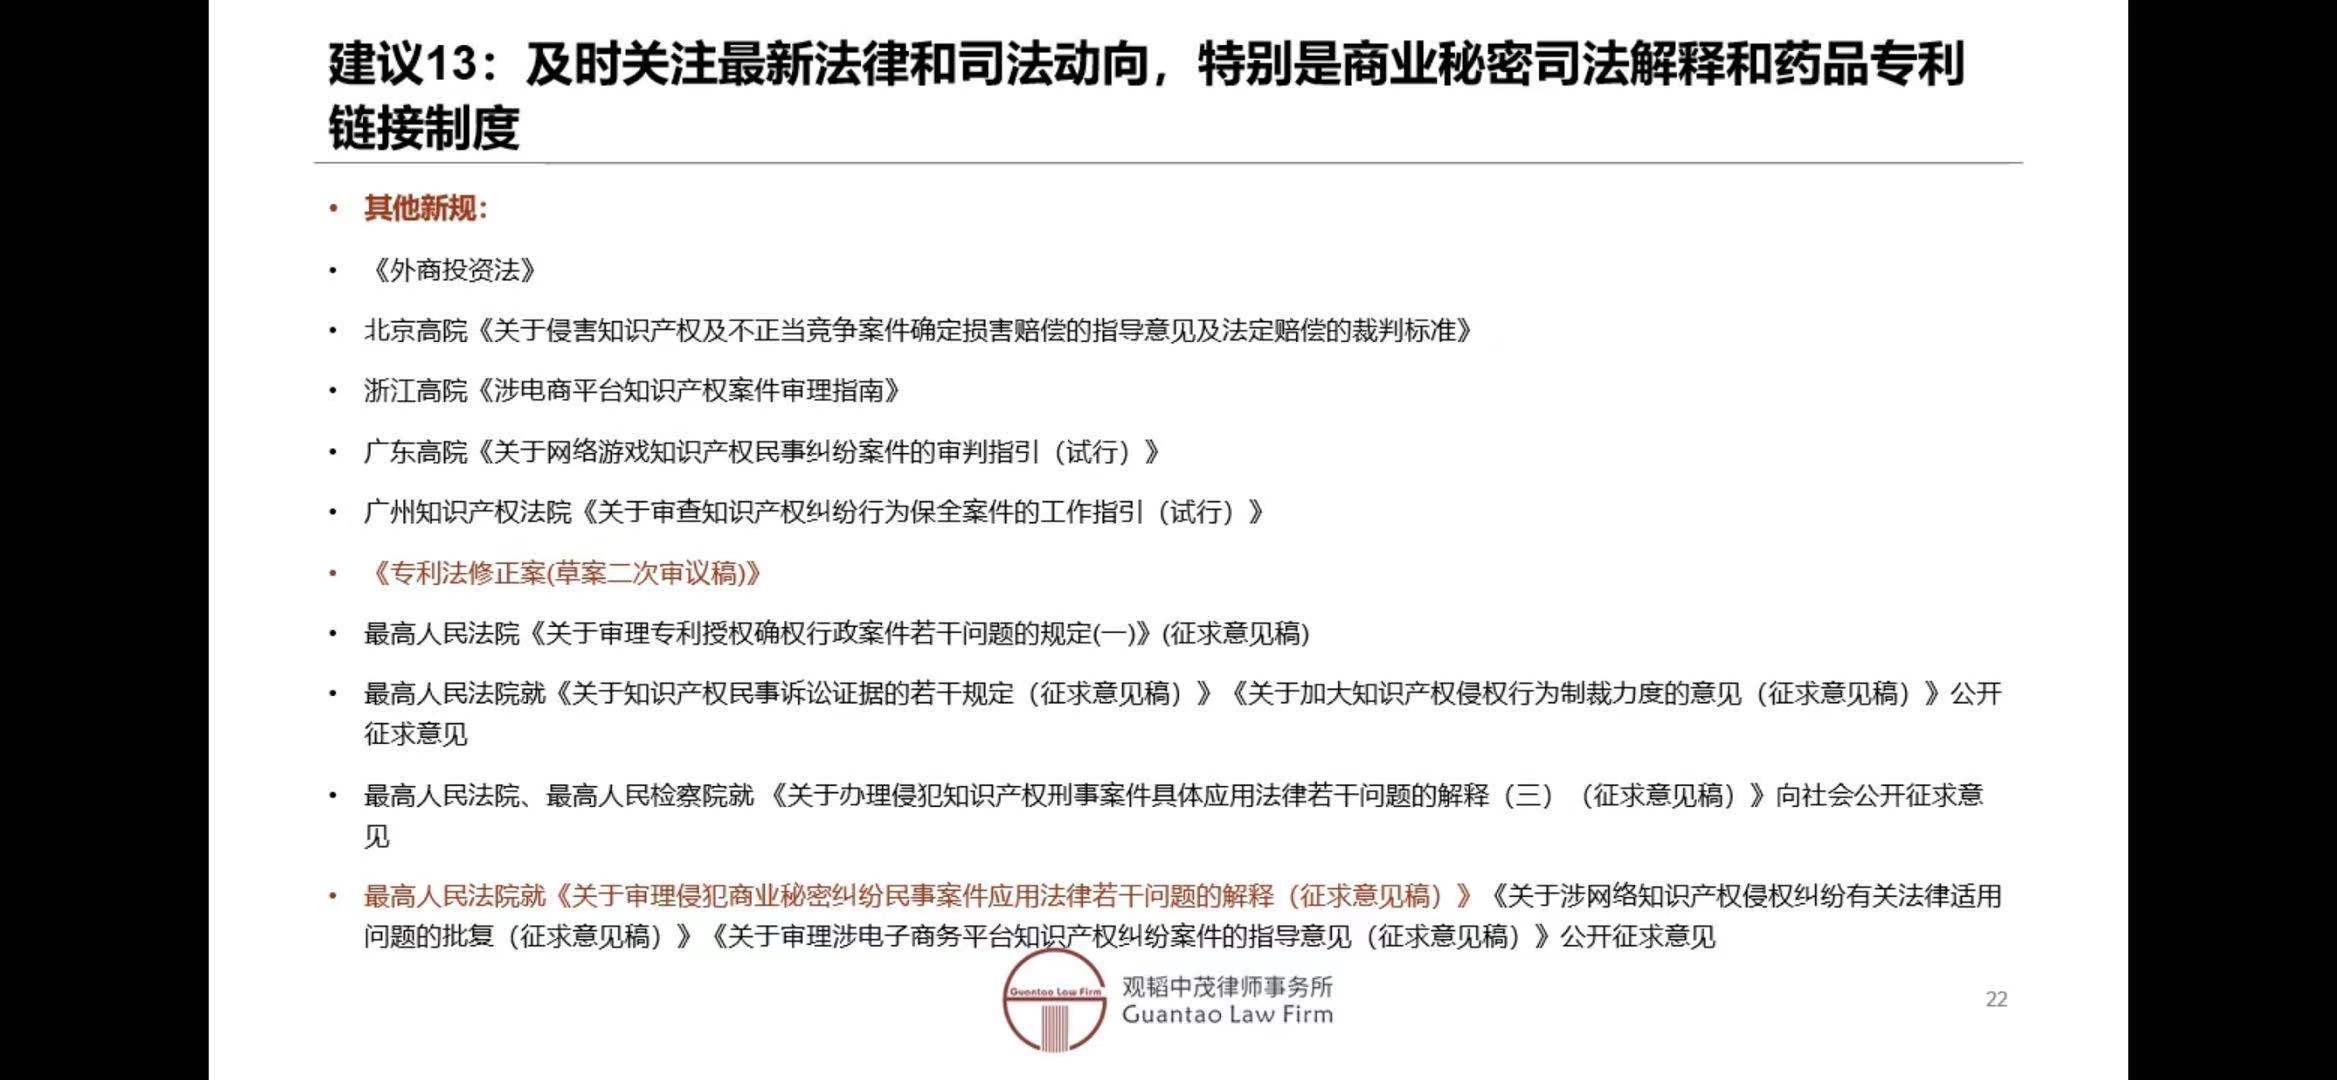 建议13：及时关注最新法律和司法动向，特别是商业秘密司法解释和药品专利
链接制度
• 其他新规：
• 《外商投资法》
• 北京高院《关于侵害知识产权及不正当竞争案件确定损害赔偿的指导意见及法定赔偿的裁判标准》
• 浙江高院《涉电商平台知识产权案件审理指南》
• 广东高院《关于网络游戏知识产权民事纠纷案件的审判指引（试行）》
• 广州知识产权法院《关于审查知识产权纠纷行为保全案件的工作指引（试行）》
• 《专利法修正案(草案二次审议稿)》
• 最高人民法院《关于审理专利授权确权行政案件若干问题的规定(一)》(征求意见稿)
• 最高人民法院就《关于知识产权民事诉讼证据的若干规定（征求意见稿）》《关于加大知识产权侵权行为制裁力度的意见（征求意见稿）》公开
征求意见
• 最高人民法院、最高人民检察院就 《关于办理侵犯知识产权刑事案件具体应用法律若干问题的解释（三）（征求意见稿）》向社会公开征求意
见
• 最高人民法院就《关于审理侵犯商业秘密纠纷民事案件应用法律若干问题的解释（征求意见稿）》《关于涉网络知识产权侵权纠纷有关法律适用
问题的批复（征求意见稿）》《关于审理涉电子商务平台知识产权纠纷案件的指导意见（征求意见稿）》公开征求意见
Guantao Law Firm
观韬中茂律师事务所
Guantao Law Firm
22